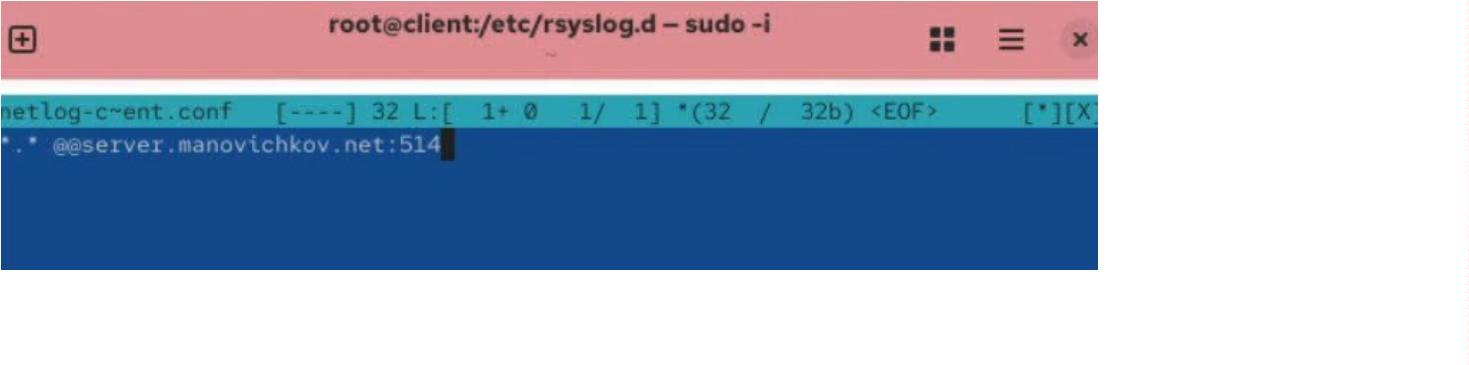 root@client:/etc/rsyslog.d — sudo -i
~
netlog-c~ent.conf [----] 32 L:[ 1+ 0 1/ 1] *(32 / 32b) <EOF> [*][X]
*.* @@server.manovichkov.net:514